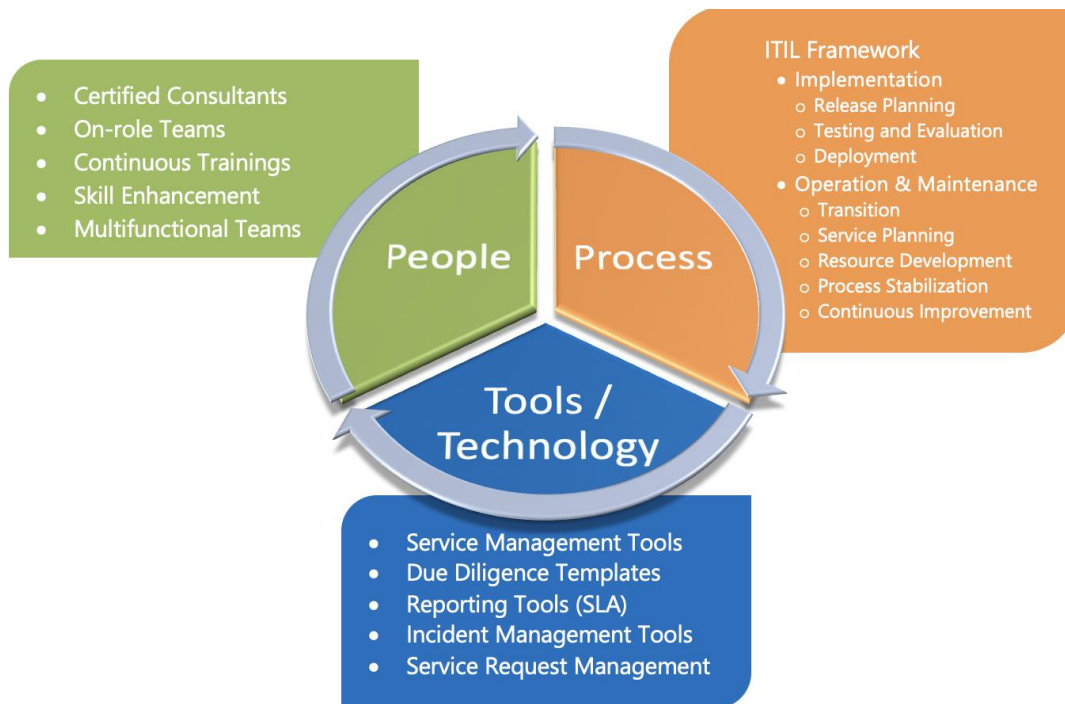 • Certified Consultants
• On-role Teams
• Continuous Trainings
• Skill Enhancement
• Multifunctional Teams
ITIL Framework
• Implementation
o Release Planning
o Testing and Evaluation
o Deployment
• Operation & Maintenance
o Transition
o Service Planning
o Resource Development
o Process Stabilization
o Continuous Improvement
People
Process
Tools /
Technology
• Service Management Tools
• Due Diligence Templates
• Reporting Tools (SLA)
• Incident Management Tools
• Service Request Management